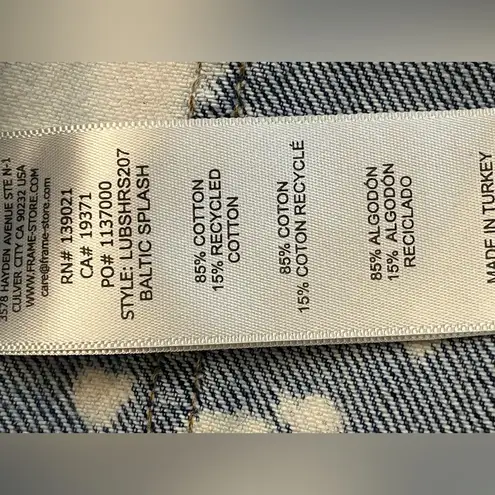 3578 HAYDEN AVENUE STE N-1
CULVER CITY CA 90232 USA
WWW.FRAME-STORE.COM
care@frame-store.com
RN# 139021
CA# 19371
PO# 1137000
STYLE: LUBSHRS207
BALTIC SPLASH
85% COTTON
15% RECYCLED
COTTON
85% COTON
15% COTON RECYCLÉ
85% ALGODÓN
15% ALGODÓN
RECICLADO
MADE IN TURKEY